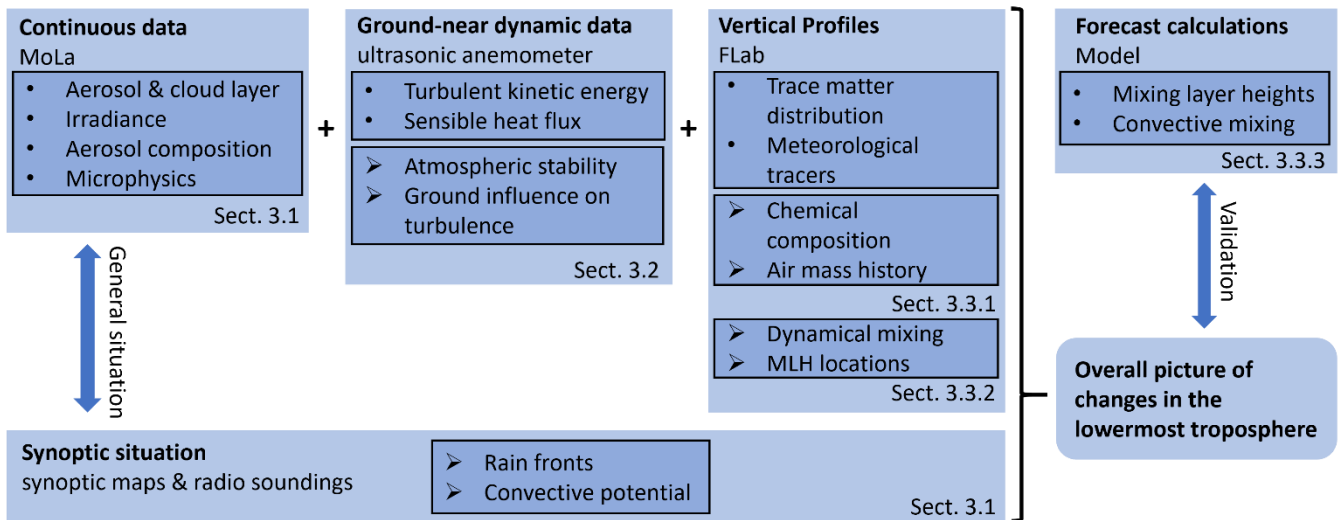 Continuous data
MoLa
• Aerosol & cloud layer
• Irradiance
• Aerosol composition
• Microphysics
Sect. 3.1
+
Ground-near dynamic data
ultrasonic anemometer
• Turbulent kinetic energy
• Sensible heat flux
➢ Atmospheric stability
➢ Ground influence on
turbulence
Sect. 3.2
+
Vertical Profiles
FLab
• Trace matter
distribution
• Meteorological
tracers
➢ Chemical
composition
➢ Air mass history
Sect. 3.3.1
➢ Dynamical mixing
➢ MLH locations
Sect. 3.3.2
Forecast calculations
Model
• Mixing layer heights
• Convective mixing
Sect. 3.3.3
Validation
Overall picture of
changes in the
lowermost troposphere
General situation
Synoptic situation
synoptic maps & radio soundings
➢ Rain fronts
➢ Convective potential
Sect. 3.1